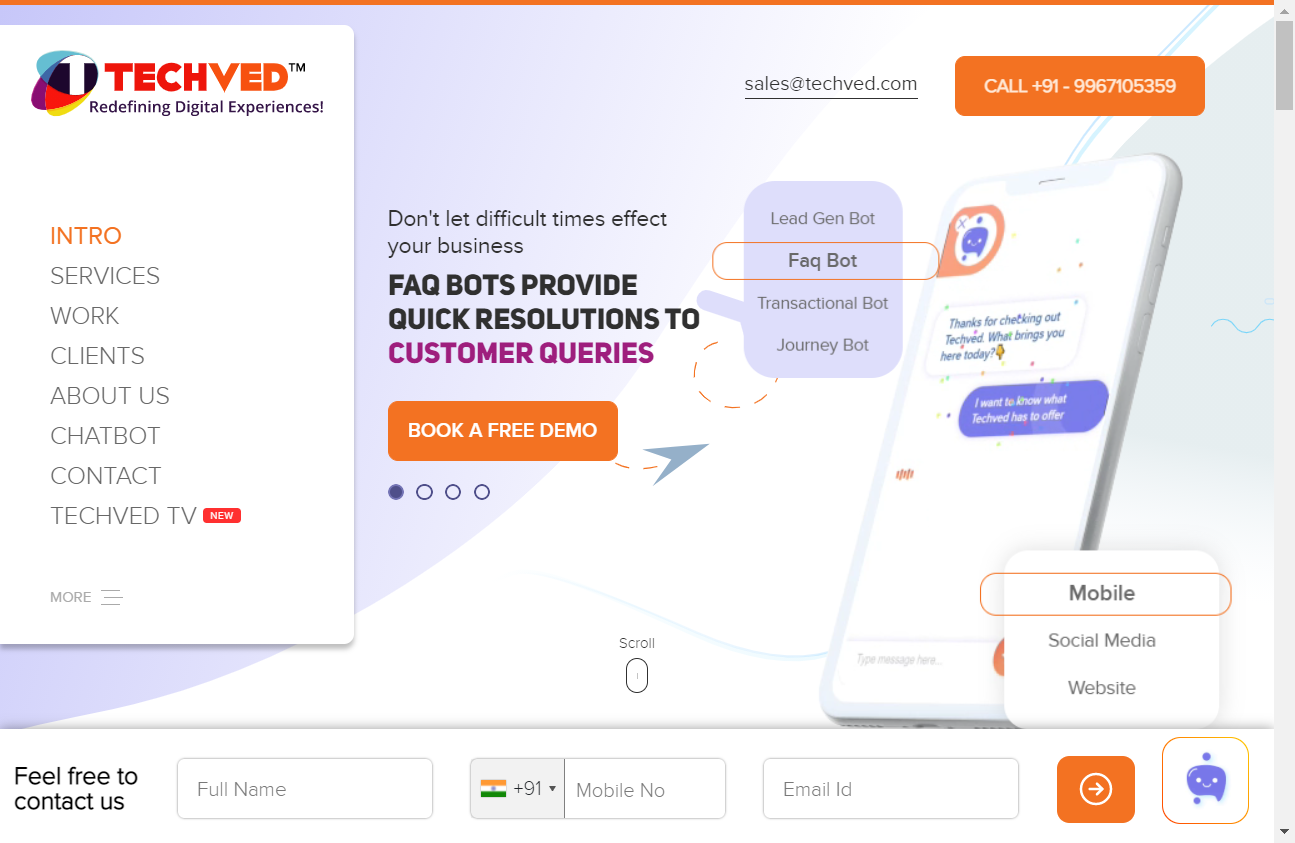 TECHVED™
Redefining Digital Experiences!
INTRO
SERVICES
WORK
CLIENTS
ABOUT US
CHATBOT
CONTACT
TECHVED TV NEW
MORE
sales@techved.com
CALL +91 - 9967105359
Don't let difficult times effect
your business
FAQ BOTS PROVIDE
QUICK RESOLUTIONS TO
CUSTOMER QUERIES
BOOK A FREE DEMO
Lead Gen Bot
Faq Bot
Transactional Bot
Journey Bot
Thanks for checking out
Techved. What brings you
here today?👇
I want to know what
Techved has to offer
Type message here...
Mobile
Social Media
Website
Scroll
Feel free to
contact us
Full Name
+91
Mobile No
Email Id